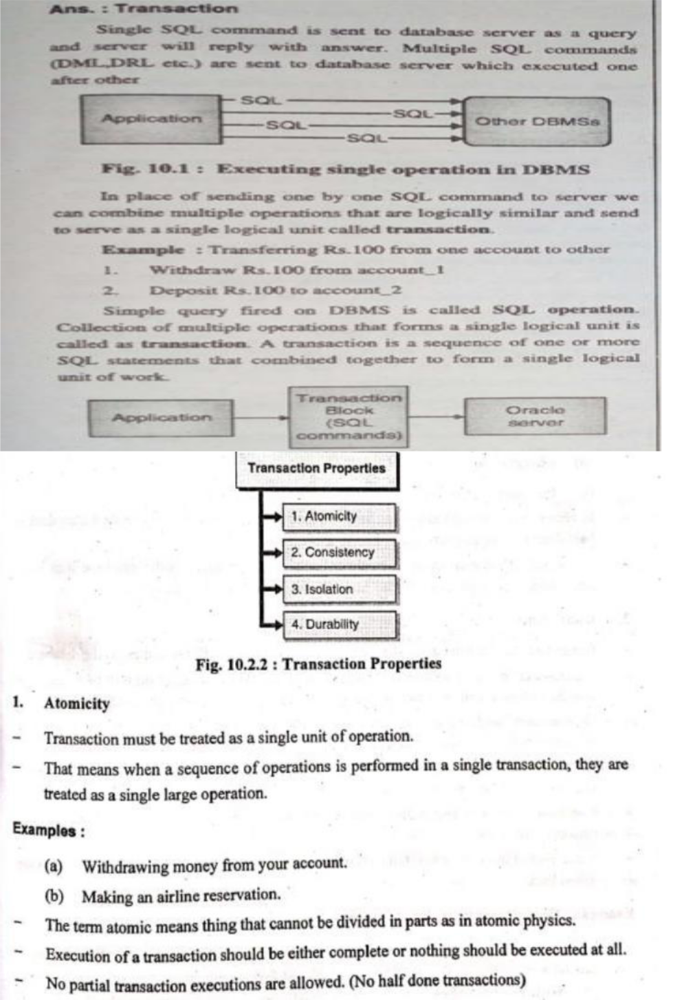 Ans. : Transaction
Single SQL command is sent to database server as a query
and server will reply with answer. Multiple SQL commands
(DML,DRL etc.) are sent to database server which executed one
after other
Application
SQL
SQL
SQL
SQL
Other DBMSs
Fig. 10.1 : Executing single operation in DBMS
In place of sending one by one SQL command to server we
can combine multiple operations that are logically similar and send
to serve as a single logical unit called transaction.
Example : Transferring Rs.100 from one account to other
1. Withdraw Rs.100 from account_1
2. Deposit Rs.100 to account_2
Simple query fired on DBMS is called SQL operation.
Collection of multiple operations that forms a single logical unit is
called as transaction. A transaction is a sequence of one or more
SQL statements that combined together to form a single logical
unit of work.
Application
Transaction
Block
(SQL
commands)
Oracle
server
Transaction Properties
1. Atomicity
2. Consistency
3. Isolation
4. Durability
Fig. 10.2.2 : Transaction Properties
1. Atomicity
– Transaction must be treated as a single unit of operation.
– That means when a sequence of operations is performed in a single transaction, they are
treated as a single large operation.
Examples :
(a) Withdrawing money from your account.
(b) Making an airline reservation.
– The term atomic means thing that cannot be divided in parts as in atomic physics.
– Execution of a transaction should be either complete or nothing should be executed at all.
– No partial transaction executions are allowed. (No half done transactions)